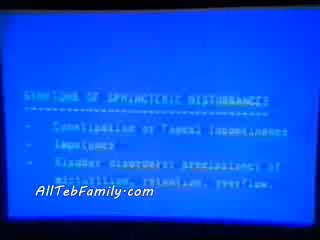 SYMPTOMS OF SPHINCTERIC DISTURBANCES
- Constipation or Faecal Incontinence
- Impotence
- Bladder disorders: precipitancy of
micturition, retention, overflow.
AllTebFamily.com